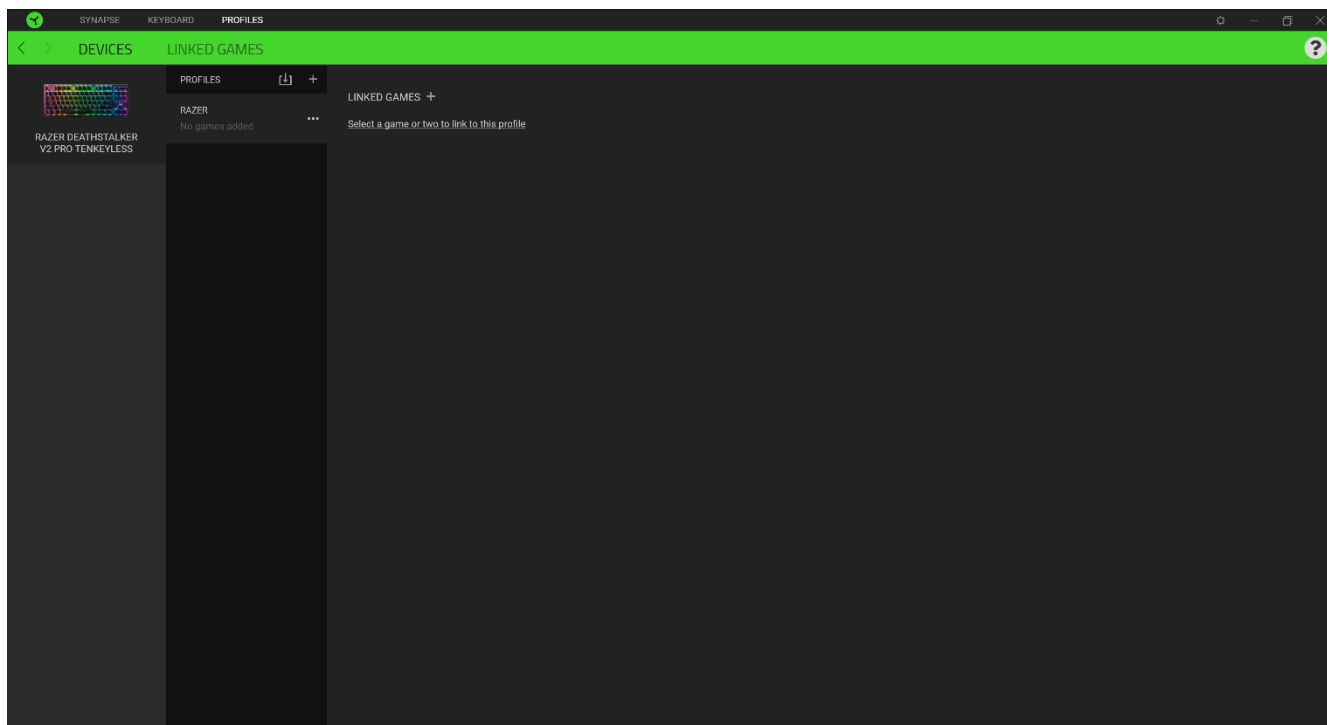 SYNAPSE KEYBOARD PROFILES
DEVICES LINKED GAMES
?
RAZER DEATHSTALKER
V2 PRO TENKEYLESS
PROFILES
RAZER
No games added
LINKED GAMES +
Select a game or two to link to this profile